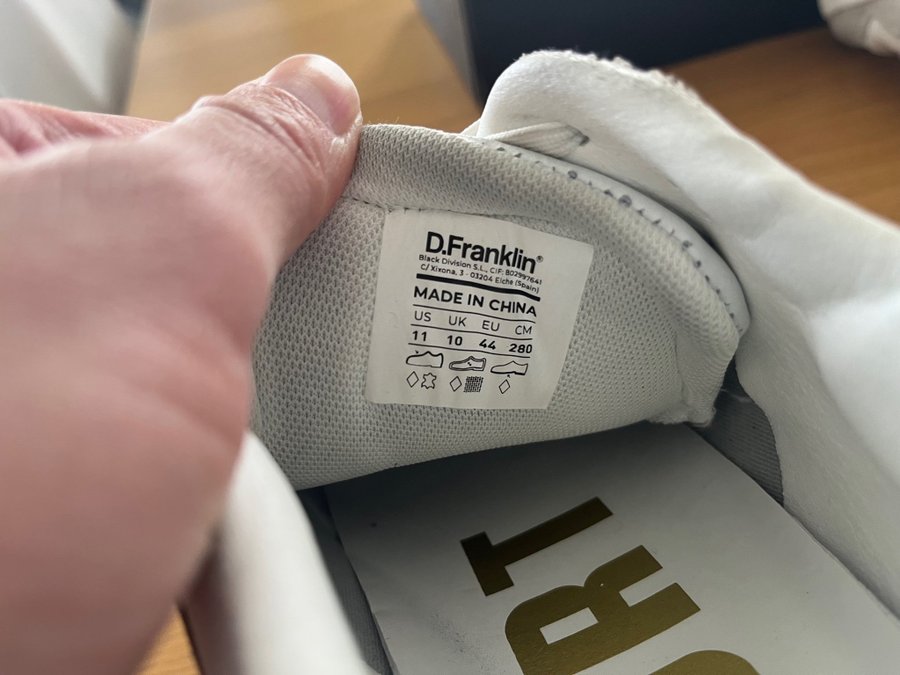 D.Franklin®
Black Division S.L., CIF: B02997641
C/ Xixona, 3 - 03204 Elche (Spain)
MADE IN CHINA
US UK EU CM
11 10 44 280
RT